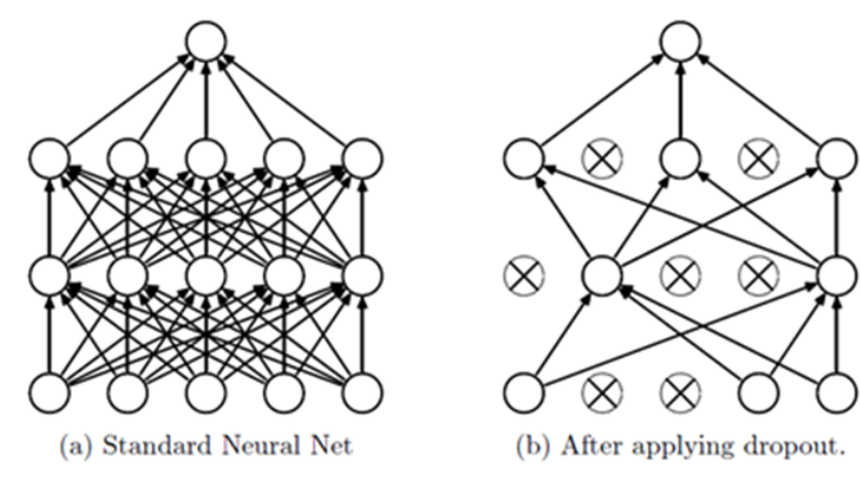 (a) Standard Neural Net
(b) After applying dropout.